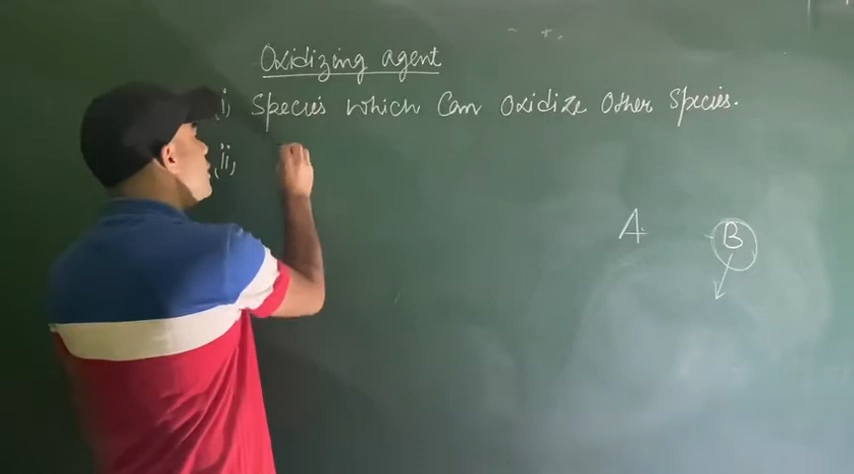 Oxidizing agent
i, Species which Can Oxidize Other Species.
ii,
A B